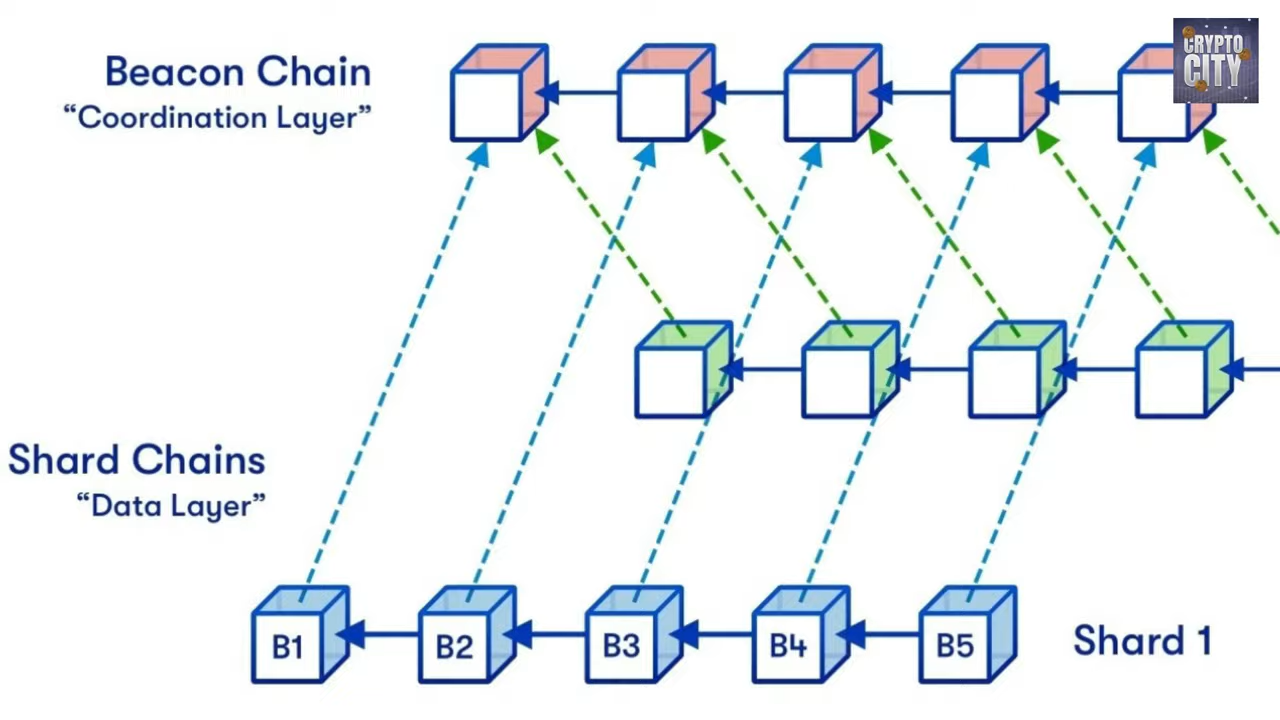 Beacon Chain
“Coordination Layer”
CRYPTO
CITY
Shard Chains
“Data Layer”
B1
B2
B3
B4
B5
Shard 1